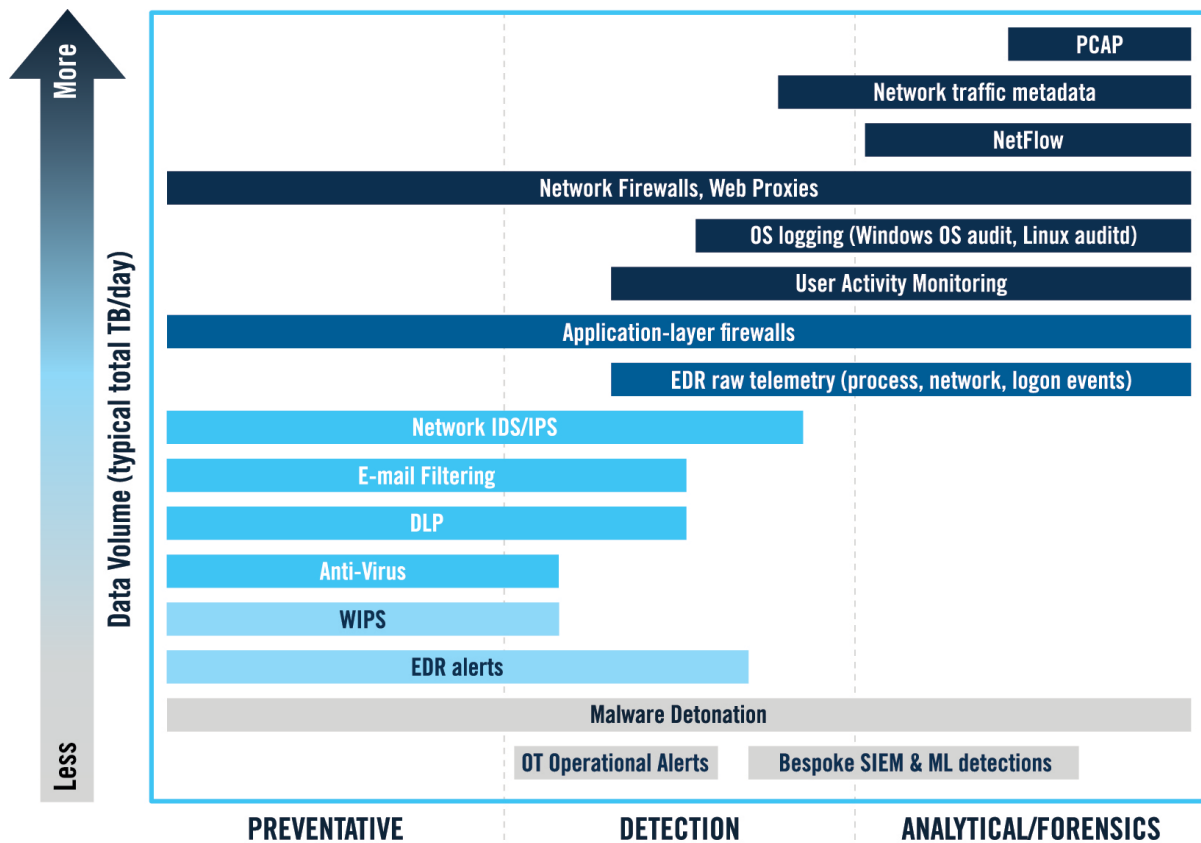 More
Data Volume (typical total TB/day)
Less
PCAP
Network traffic metadata
NetFlow
Network Firewalls, Web Proxies
OS logging (Windows OS audit, Linux auditd)
User Activity Monitoring
Application-layer firewalls
EDR raw telemetry (process, network, logon events)
Network IDS/IPS
E-mail Filtering
DLP
Anti-Virus
WIPS
EDR alerts
Malware Detonation
OT Operational Alerts
Bespoke SIEM & ML detections
PREVENTATIVE
DETECTION
ANALYTICAL/FORENSICS